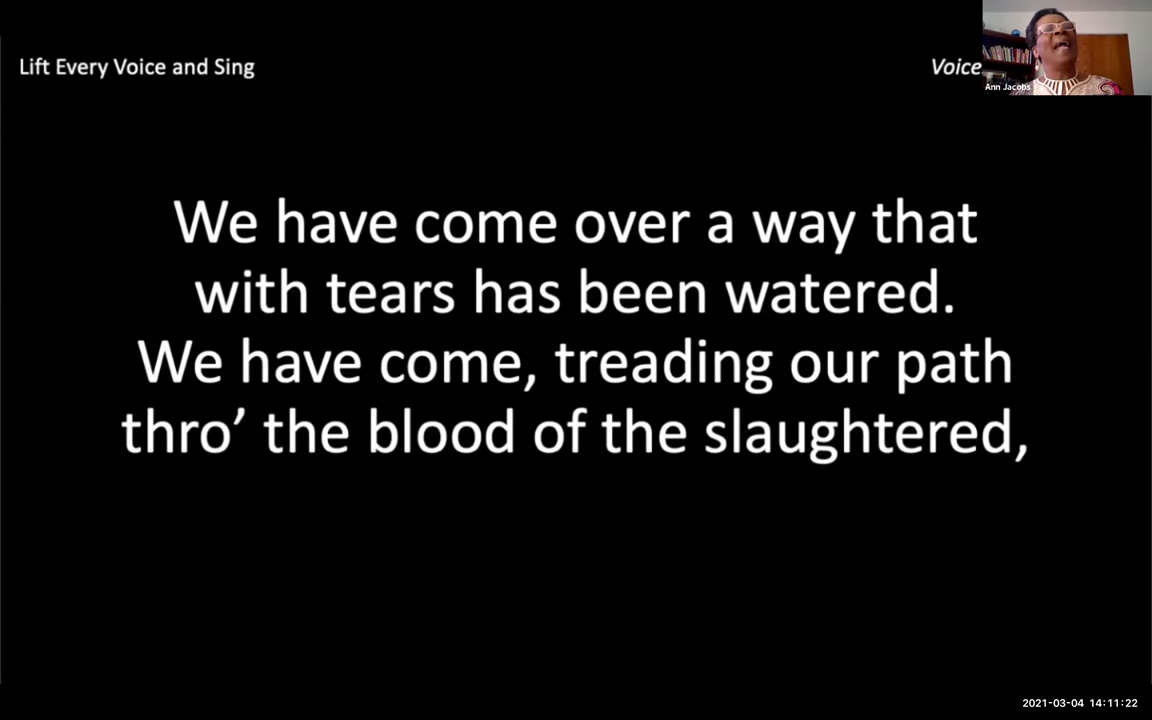 Lift Every Voice and Sing
Voice
Ann Jacobs
We have come over a way that
with tears has been watered.
We have come, treading our path
thro’ the blood of the slaughtered,
2021-03-04 14:11:22